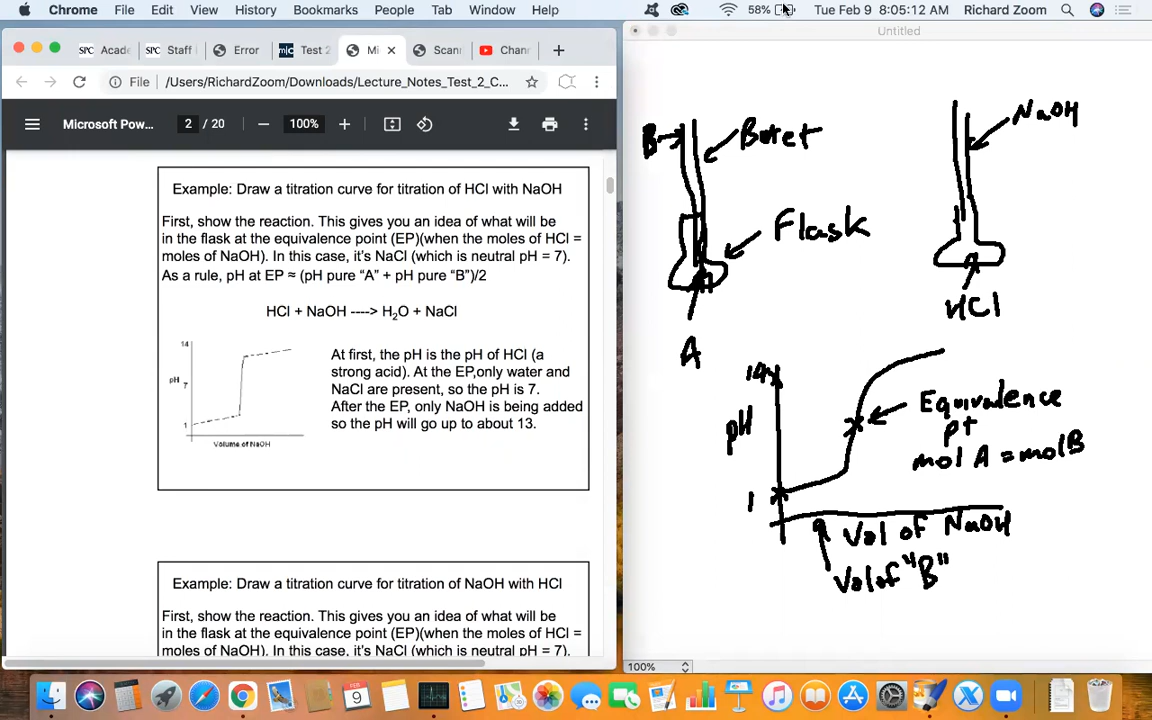 Chrome File Edit View History Bookmarks People Tab Window Help
58% Tue Feb 9 8:05:12 AM Richard Zoom
SPC Acade SPC Staff Error m|c Test 2 Mi Scann Chann
File /Users/RichardZoom/Downloads/Lecture_Notes_Test_2_C...
Microsoft Pow... 2 / 20 100%
Example: Draw a titration curve for titration of HCl with NaOH
First, show the reaction. This gives you an idea of what will be
in the flask at the equivalence point (EP)(when the moles of HCl =
moles of NaOH). In this case, it's NaCl (which is neutral pH = 7).
As a rule, pH at EP ≈ (pH pure “A” + pH pure “B”)/2
HCl + NaOH ----> H2O + NaCl
14
pH
7
1
Volume of NaOH
At first, the pH is the pH of HCl (a
strong acid). At the EP,only water and
NaCl are present, so the pH is 7.
After the EP, only NaOH is being added
so the pH will go up to about 13.
Example: Draw a titration curve for titration of NaOH with HCl
First, show the reaction. This gives you an idea of what will be
in the flask at the equivalence point (EP)(when the moles of HCl =
moles of NaOH). In this case, it's NaCl (which is neutral pH = 7).
Untitled
B
Buret
NaOH
Flask
HCl
A
14
pH
1
Equivalence
pt
mol A = mol B
Vol of NaOH
Vol of "B"
100%
9